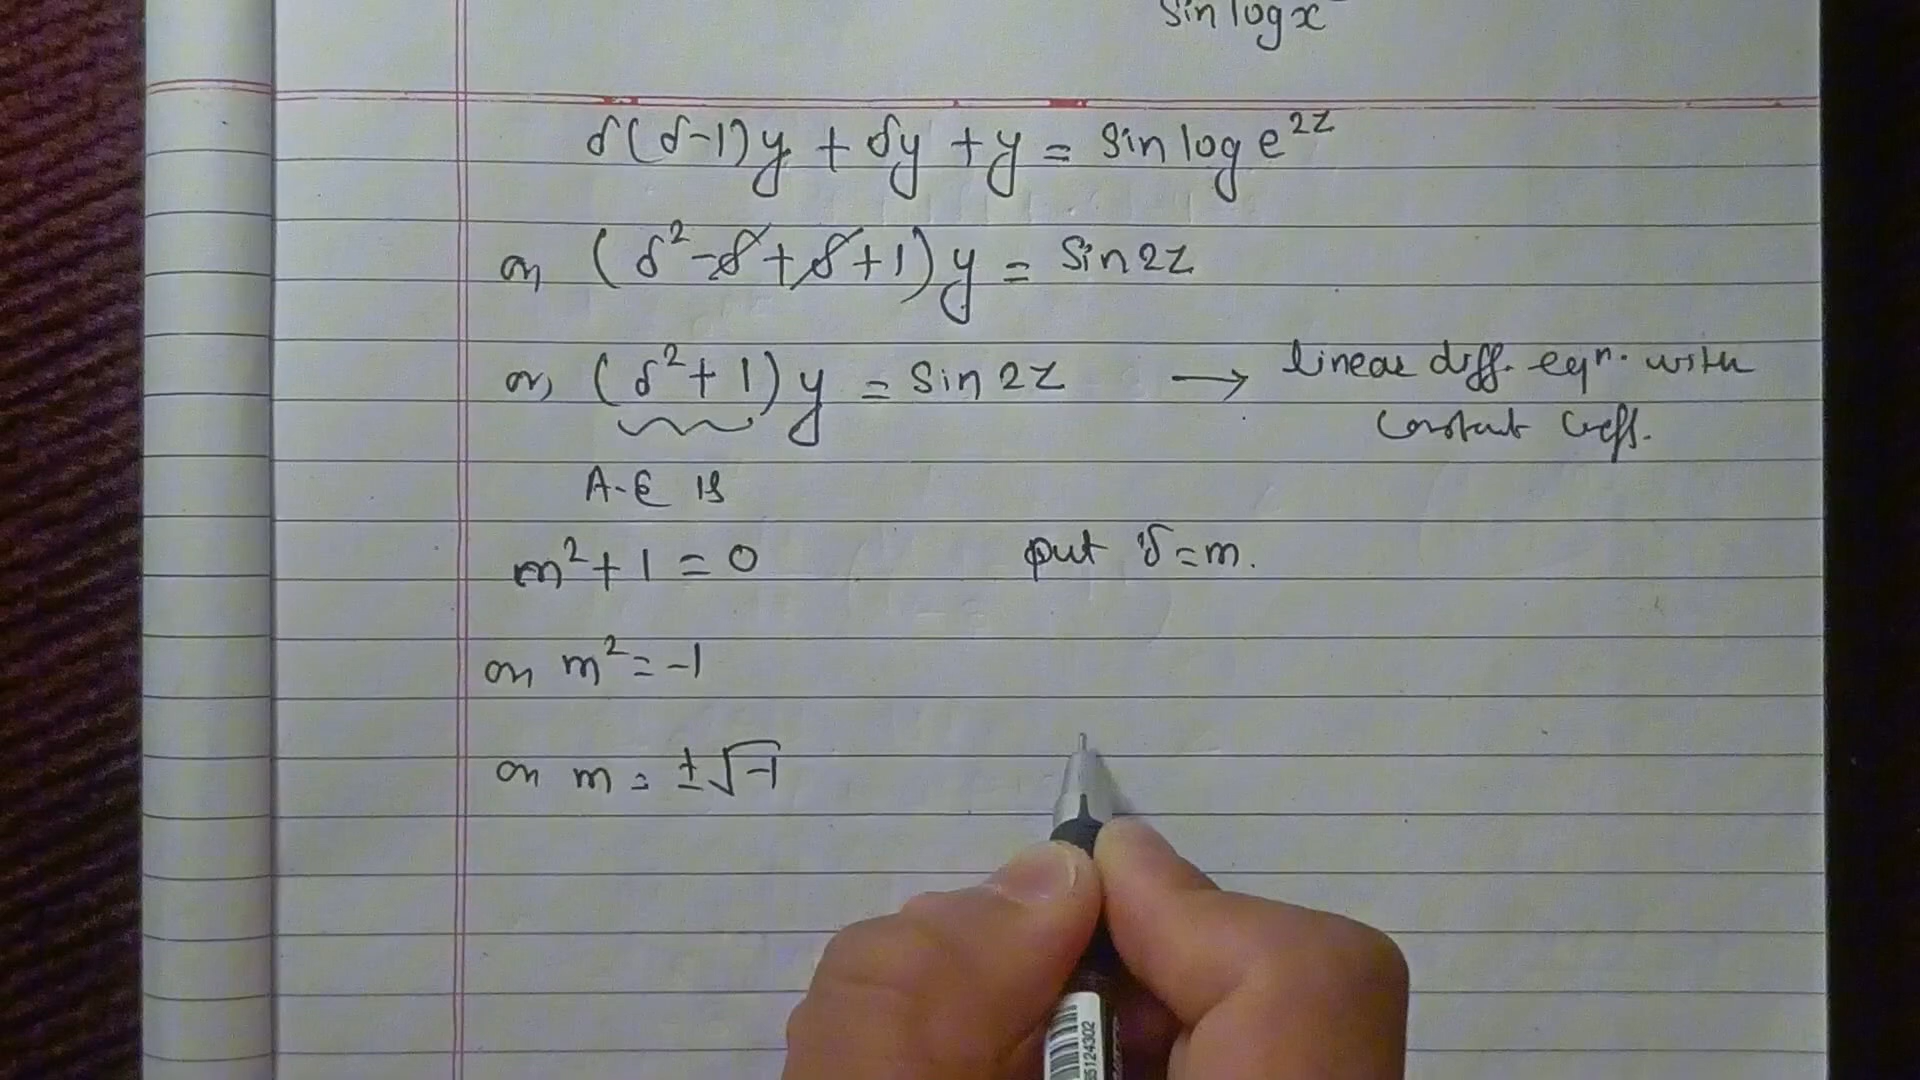 sin log x
δ(δ-1)y + δy + y = sin log e^{2z}
or, (δ² - δ + δ + 1) y = sin 2z
or, (δ² + 1) y = sin 2z → linear diff. eqn. with
constant coeff.
A-E is
m² + 1 = 0 put δ = m.
or m² = -1
or m = ±√-1
65124302